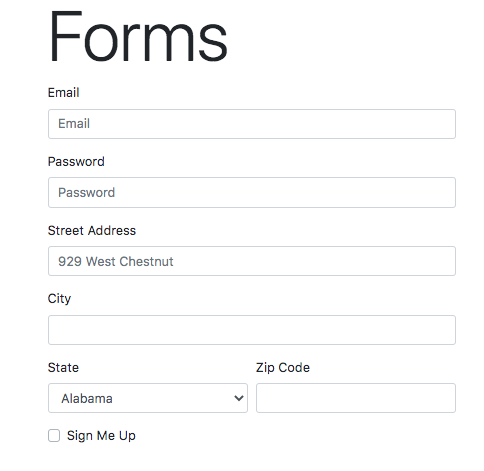 Forms
Email
Email
Password
Password
Street Address
929 West Chestnut
City
State Zip Code
Alabama
Sign Me Up